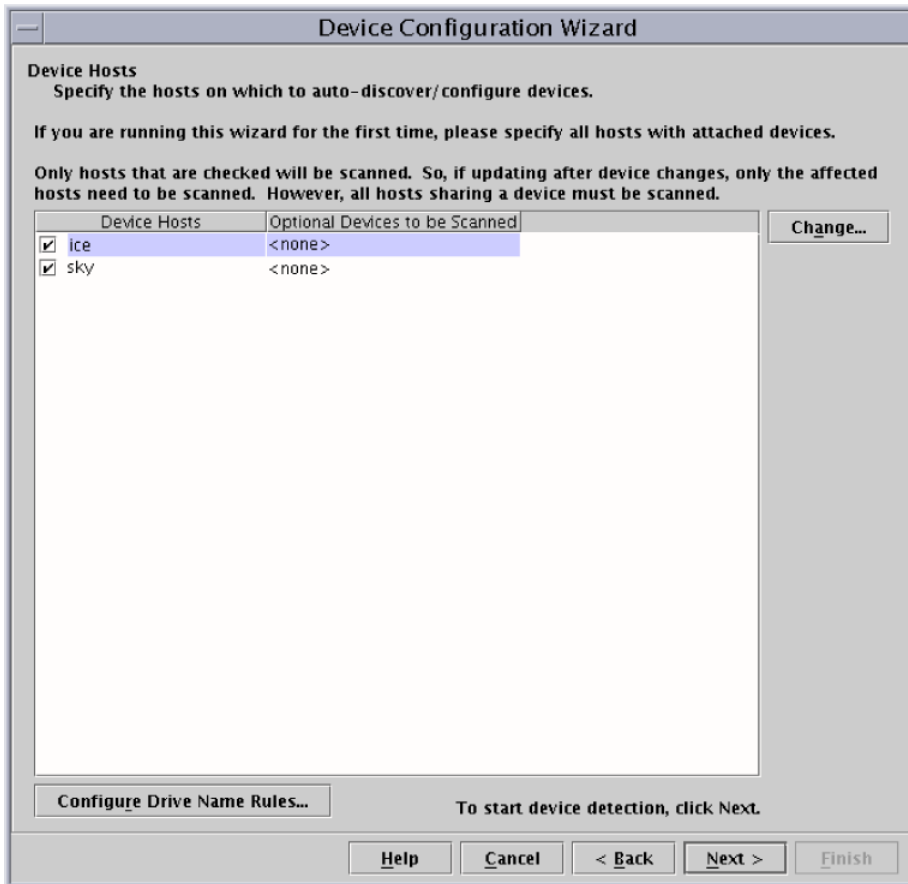 Device Configuration Wizard
Device Hosts
Specify the hosts on which to auto-discover/configure devices.
If you are running this wizard for the first time, please specify all hosts with attached devices.
Only hosts that are checked will be scanned. So, if updating after device changes, only the affected
hosts need to be scanned. However, all hosts sharing a device must be scanned.
Device Hosts Optional Devices to be Scanned
Change...
ice <none>
sky <none>
Configure Drive Name Rules...
To start device detection, click Next.
Help Cancel < Back Next > Finish